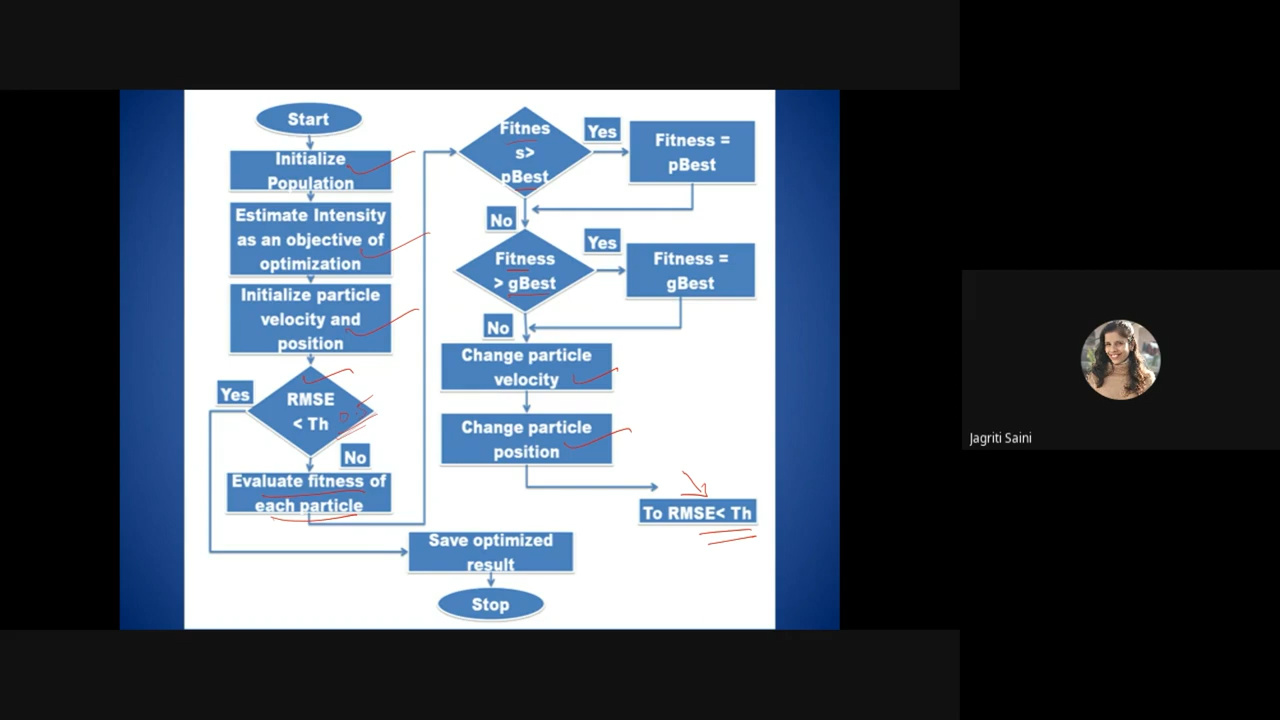 Start
Initialize
Population
Estimate Intensity
as an objective of
optimization
Initialize particle
velocity and
position
Yes
RMSE
< Th
No
Evaluate fitness of
each particle
Fitnes
s>
pBest
Yes
Fitness =
pBest
No
Fitness
> gBest
Yes
Fitness =
gBest
No
Change particle
velocity
Change particle
position
To RMSE< Th
Save optimized
result
Stop
Jagriti Saini